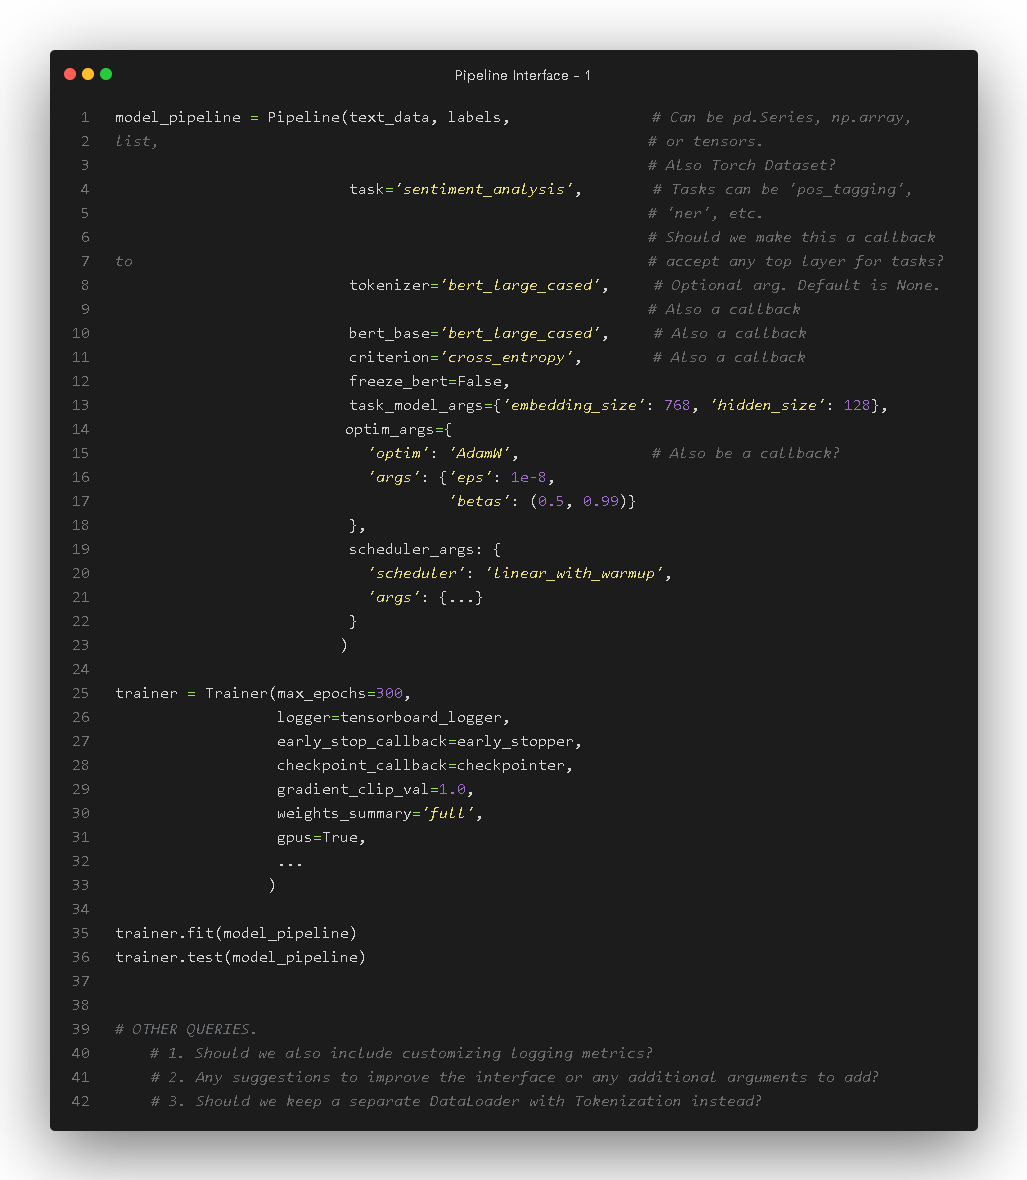 Pipeline Interface - 1
1 model_pipeline = Pipeline(text_data, labels, # Can be pd.Series, np.array,
2 list, # or tensors.
3 # Also Torch Dataset?
4 task='sentiment_analysis', # Tasks can be 'pos_tagging',
5 # 'ner', etc.
6 # Should we make this a callback
7 to # accept any top layer for tasks?
8 tokenizer='bert_large_cased', # Optional arg. Default is None.
9 # Also a callback
10 bert_base='bert_large_cased', # Also a callback
11 criterion='cross_entropy', # Also a callback
12 freeze_bert=False,
13 task_model_args={'embedding_size': 768, 'hidden_size': 128},
14 optim_args={
15 'optim': 'AdamW', # Also be a callback?
16 'args': {'eps': 1e-8,
17 'betas': (0.5, 0.99)}
18 },
19 scheduler_args: {
20 'scheduler': 'linear_with_warmup',
21 'args': {...}
22 }
23 )
24
25 trainer = Trainer(max_epochs=300,
26 logger=tensorboard_logger,
27 early_stop_callback=early_stopper,
28 checkpoint_callback=checkpointer,
29 gradient_clip_val=1.0,
30 weights_summary='full',
31 gpus=True,
32 ...
33 )
34
35 trainer.fit(model_pipeline)
36 trainer.test(model_pipeline)
37
38
39 # OTHER QUERIES.
40 # 1. Should we also include customizing logging metrics?
41 # 2. Any suggestions to improve the interface or any additional arguments to add?
42 # 3. Should we keep a separate DataLoader with Tokenization instead?